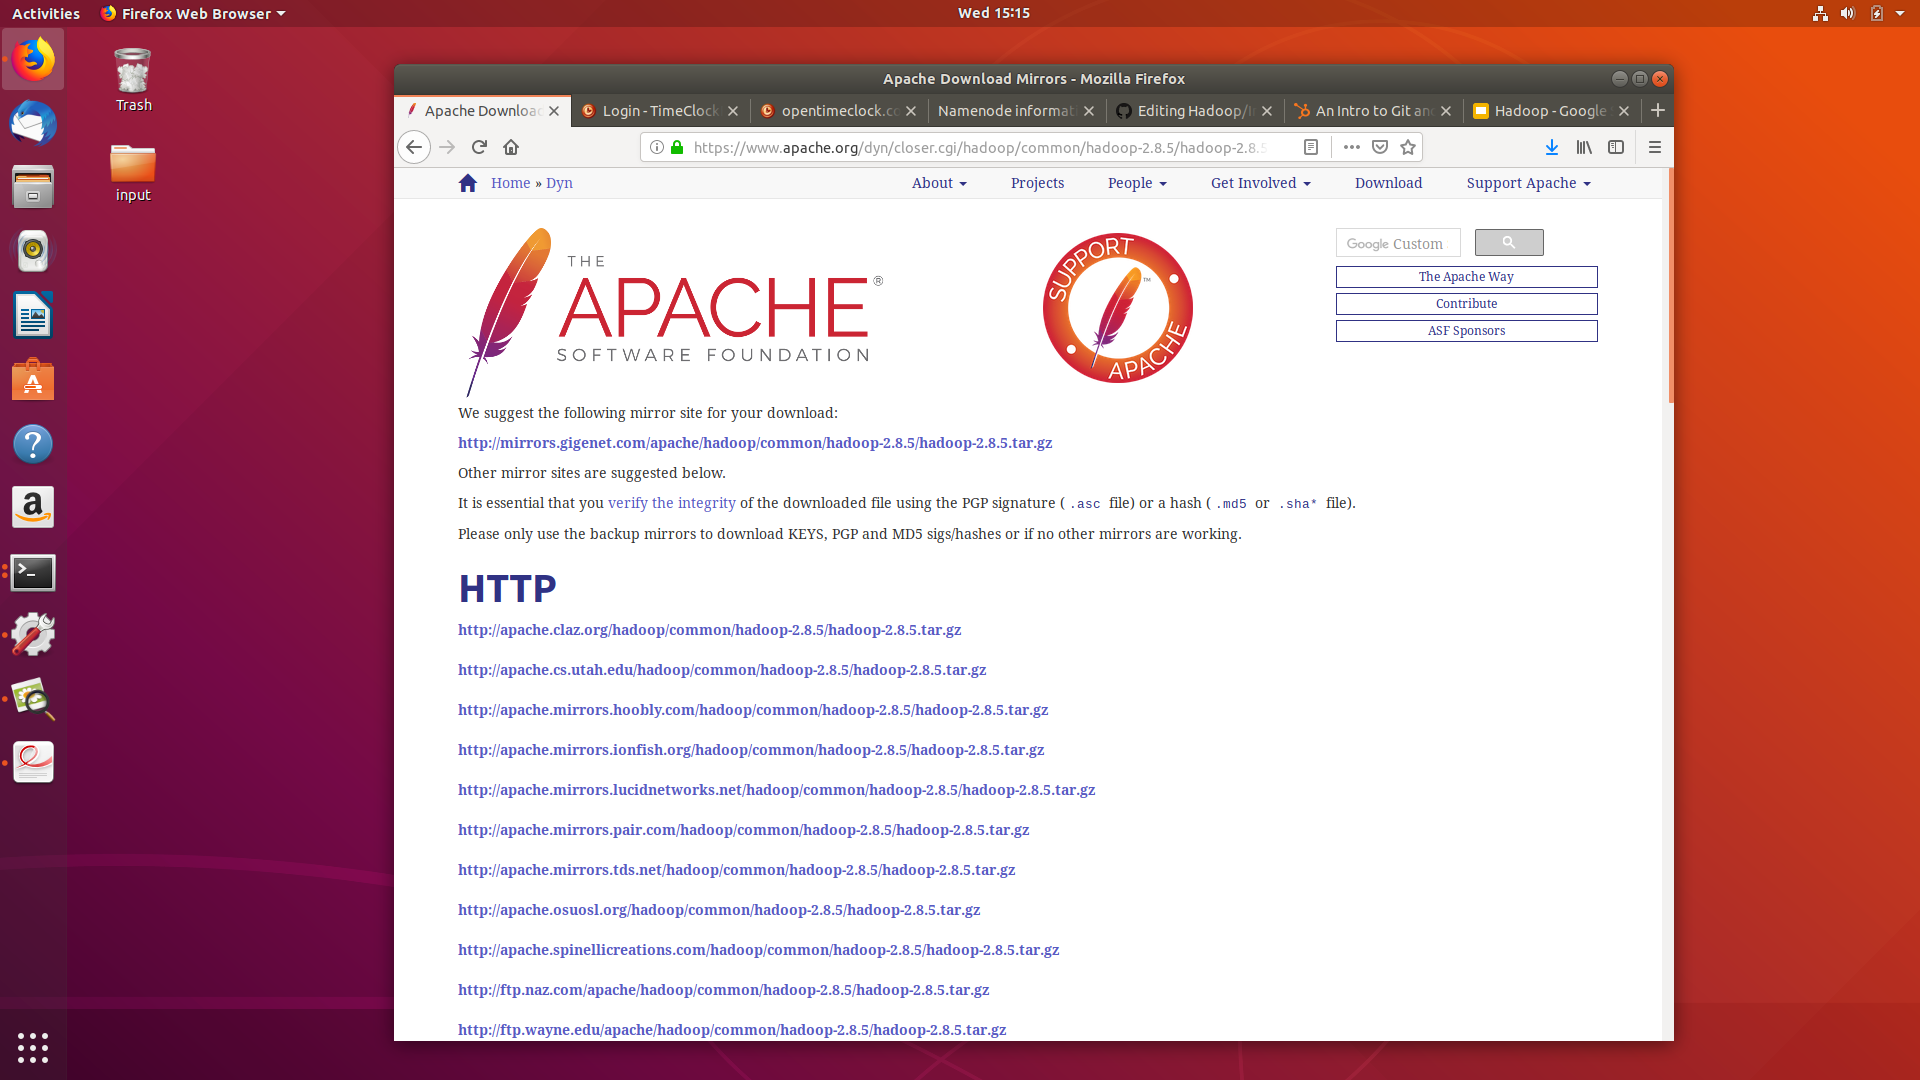 Activities
Firefox Web Browser
Wed 15:15
Trash
input
Apache Download Mirrors - Mozilla Firefox
Apache Download
Login - TimeClock
opentimeclock.co
Namenode informat
Editing Hadoop/I
An Intro to Git an
Hadoop - Google
https://www.apache.org/dyn/closer.cgi/hadoop/common/hadoop-2.8.5/hadoop-2.8.5
Home » Dyn
About
Projects
People
Get Involved
Download
Support Apache
THE
APACHE®
SOFTWARE FOUNDATION
SUPPORT
APACHE
TM
Google Custom
The Apache Way
Contribute
ASF Sponsors
We suggest the following mirror site for your download:
http://mirrors.gigenet.com/apache/hadoop/common/hadoop-2.8.5/hadoop-2.8.5.tar.gz
Other mirror sites are suggested below.
It is essential that you verify the integrity of the downloaded file using the PGP signature ( .asc file) or a hash ( .md5 or .sha* file).
Please only use the backup mirrors to download KEYS, PGP and MD5 sigs/hashes or if no other mirrors are working.
HTTP
http://apache.claz.org/hadoop/common/hadoop-2.8.5/hadoop-2.8.5.tar.gz
http://apache.cs.utah.edu/hadoop/common/hadoop-2.8.5/hadoop-2.8.5.tar.gz
http://apache.mirrors.hoobly.com/hadoop/common/hadoop-2.8.5/hadoop-2.8.5.tar.gz
http://apache.mirrors.ionfish.org/hadoop/common/hadoop-2.8.5/hadoop-2.8.5.tar.gz
http://apache.mirrors.lucidnetworks.net/hadoop/common/hadoop-2.8.5/hadoop-2.8.5.tar.gz
http://apache.mirrors.pair.com/hadoop/common/hadoop-2.8.5/hadoop-2.8.5.tar.gz
http://apache.mirrors.tds.net/hadoop/common/hadoop-2.8.5/hadoop-2.8.5.tar.gz
http://apache.osuosl.org/hadoop/common/hadoop-2.8.5/hadoop-2.8.5.tar.gz
http://apache.spinellicreations.com/hadoop/common/hadoop-2.8.5/hadoop-2.8.5.tar.gz
http://ftp.naz.com/apache/hadoop/common/hadoop-2.8.5/hadoop-2.8.5.tar.gz
http://ftp.wayne.edu/apache/hadoop/common/hadoop-2.8.5/hadoop-2.8.5.tar.gz